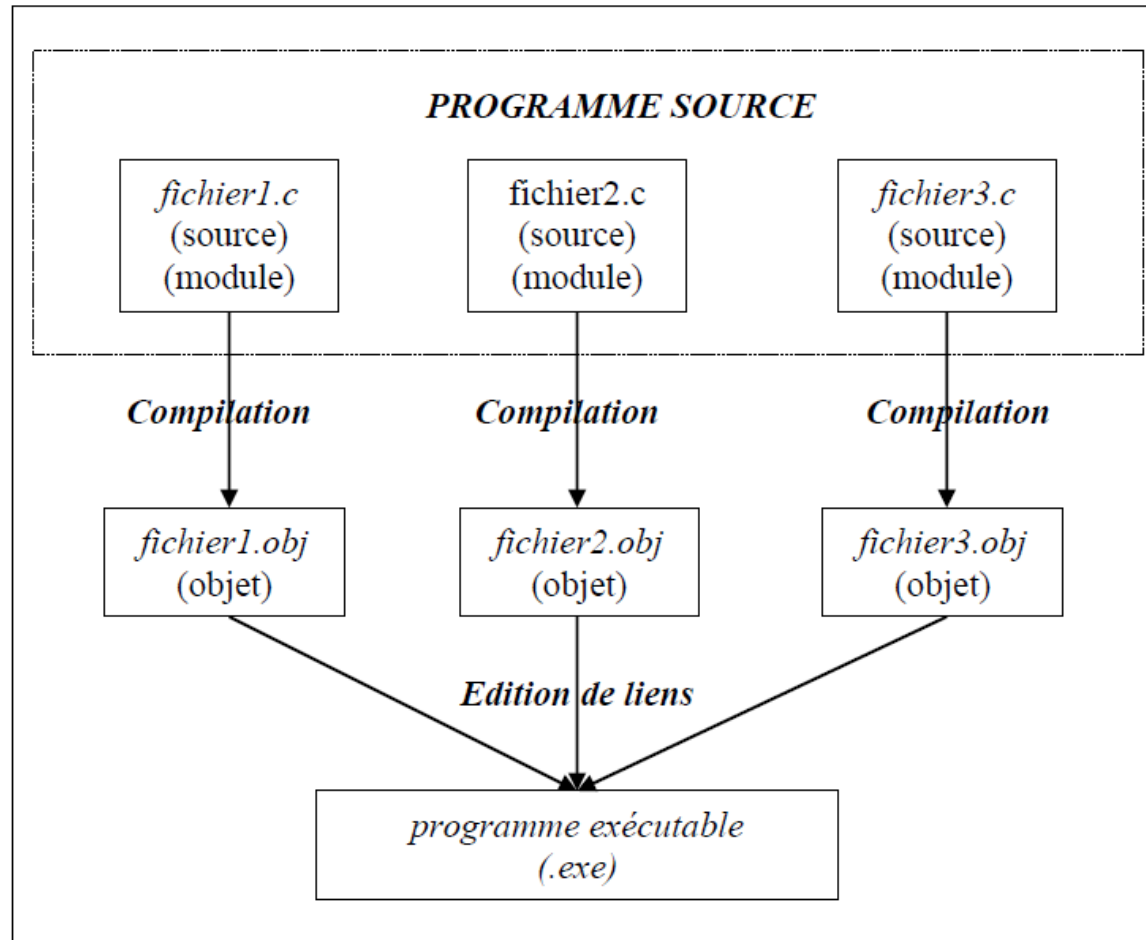 PROGRAMME SOURCE
fichier1.c
(source)
(module)
fichier2.c
(source)
(module)
fichier3.c
(source)
(module)
Compilation
Compilation
Compilation
fichier1.obj
(objet)
fichier2.obj
(objet)
fichier3.obj
(objet)
Edition de liens
programme exécutable
(.exe)